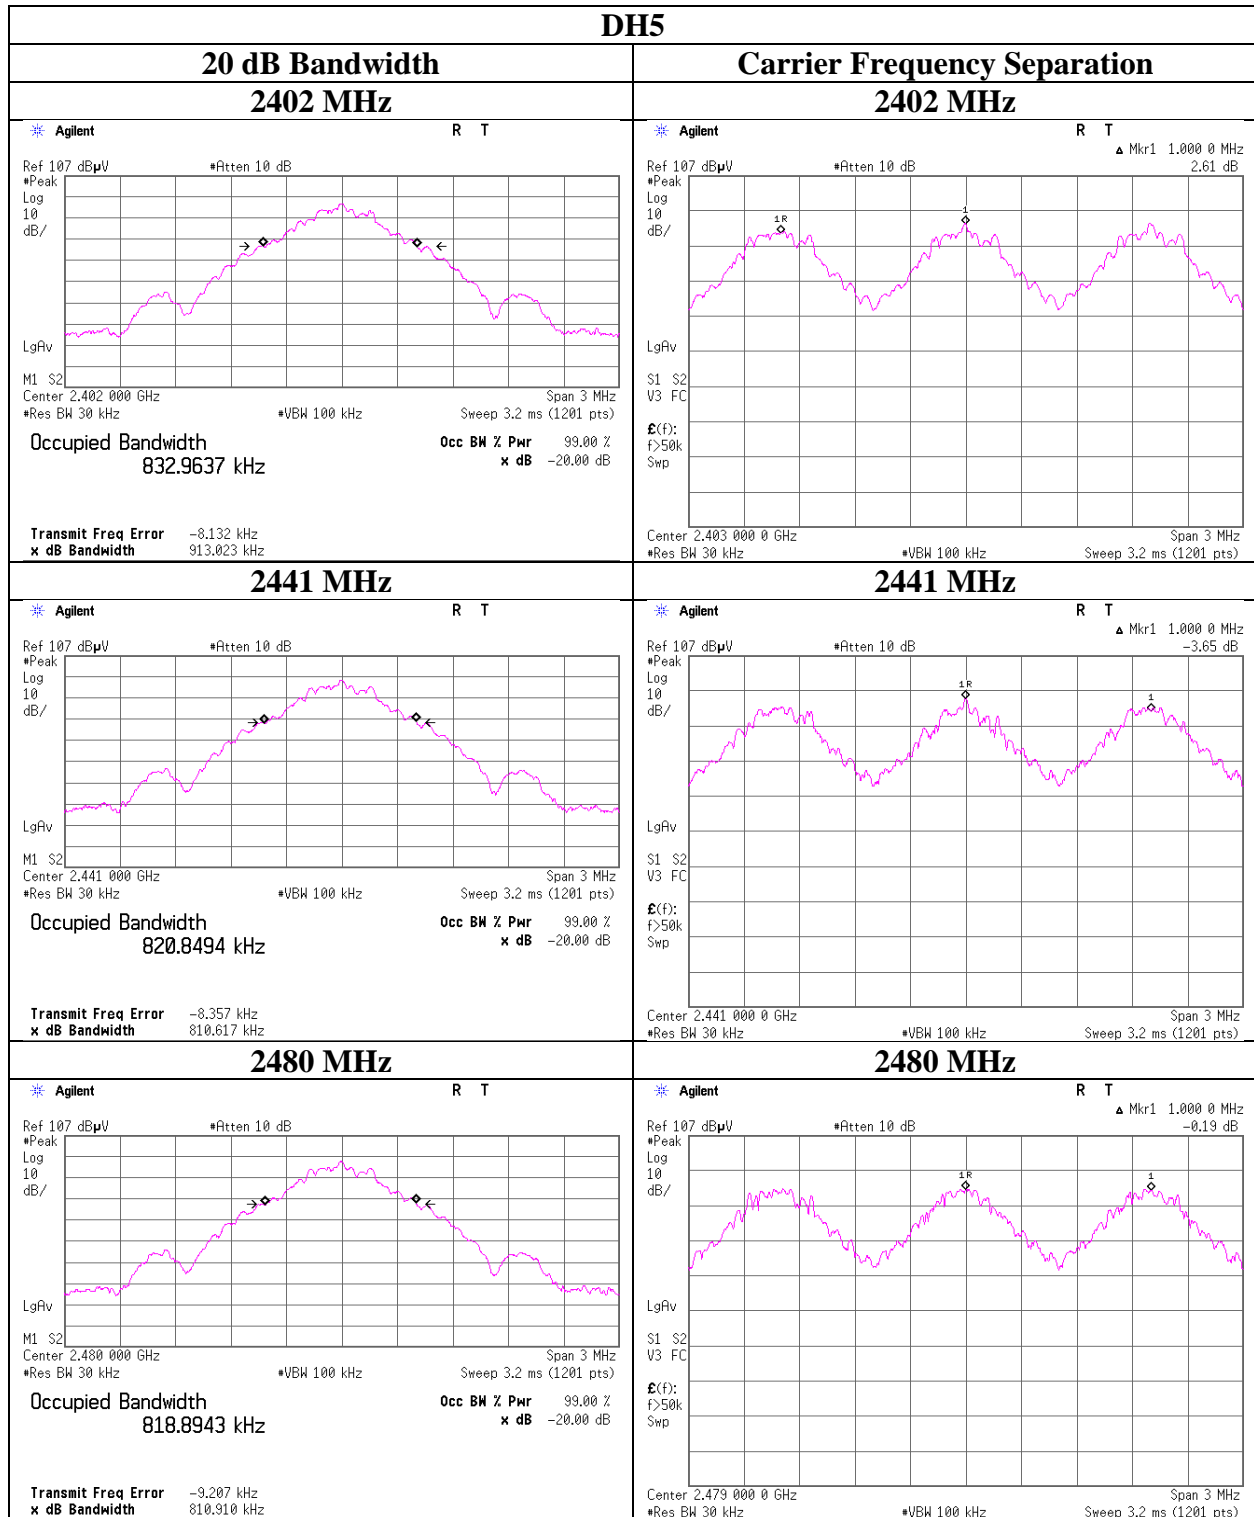 DH5
20 dB Bandwidth
Carrier Frequency Separation
2402 MHz
2402 MHz
Agilent R T
Ref 107 dBµV #Atten 10 dB
#Peak
Log
10
dB/
LgAv
M1 S2
Center 2.402 000 GHz Span 3 MHz
#Res BW 30 kHz #VBW 100 kHz Sweep 3.2 ms (1201 pts)
Occupied Bandwidth Occ BW % Pwr 99.00 %
832.9637 kHz x dB -20.00 dB
Transmit Freq Error -8.132 kHz
x dB Bandwidth 913.023 kHz
Agilent R T
Δ Mkr1 1.000 0 MHz
Ref 107 dBµV #Atten 10 dB 2.61 dB
#Peak
Log
10
dB/
1R
1
LgAv
S1 S2
V3 FC
£(f):
f>50k
Swp
Center 2.403 000 0 GHz Span 3 MHz
#Res BW 30 kHz #VBW 100 kHz Sweep 3.2 ms (1201 pts)
2441 MHz
2441 MHz
Agilent R T
Ref 107 dBµV #Atten 10 dB
#Peak
Log
10
dB/
LgAv
M1 S2
Center 2.441 000 GHz Span 3 MHz
#Res BW 30 kHz #VBW 100 kHz Sweep 3.2 ms (1201 pts)
Occupied Bandwidth Occ BW % Pwr 99.00 %
820.8494 kHz x dB -20.00 dB
Transmit Freq Error -8.357 kHz
x dB Bandwidth 810.617 kHz
Agilent R T
Δ Mkr1 1.000 0 MHz
Ref 107 dBµV #Atten 10 dB -3.65 dB
#Peak
Log
10
dB/
1R
1
LgAv
S1 S2
V3 FC
£(f):
f>50k
Swp
Center 2.441 000 0 GHz Span 3 MHz
#Res BW 30 kHz #VBW 100 kHz Sweep 3.2 ms (1201 pts)
2480 MHz
2480 MHz
Agilent R T
Ref 107 dBµV #Atten 10 dB
#Peak
Log
10
dB/
LgAv
M1 S2
Center 2.480 000 GHz Span 3 MHz
#Res BW 30 kHz #VBW 100 kHz Sweep 3.2 ms (1201 pts)
Occupied Bandwidth Occ BW % Pwr 99.00 %
818.8943 kHz x dB -20.00 dB
Transmit Freq Error -9.207 kHz
x dB Bandwidth 810.910 kHz
Agilent R T
Δ Mkr1 1.000 0 MHz
Ref 107 dBµV #Atten 10 dB -0.19 dB
#Peak
Log
10
dB/
1R
1
LgAv
S1 S2
V3 FC
£(f):
f>50k
Swp
Center 2.479 000 0 GHz Span 3 MHz
#Res BW 30 kHz #VBW 100 kHz Sweep 3.2 ms (1201 pts)